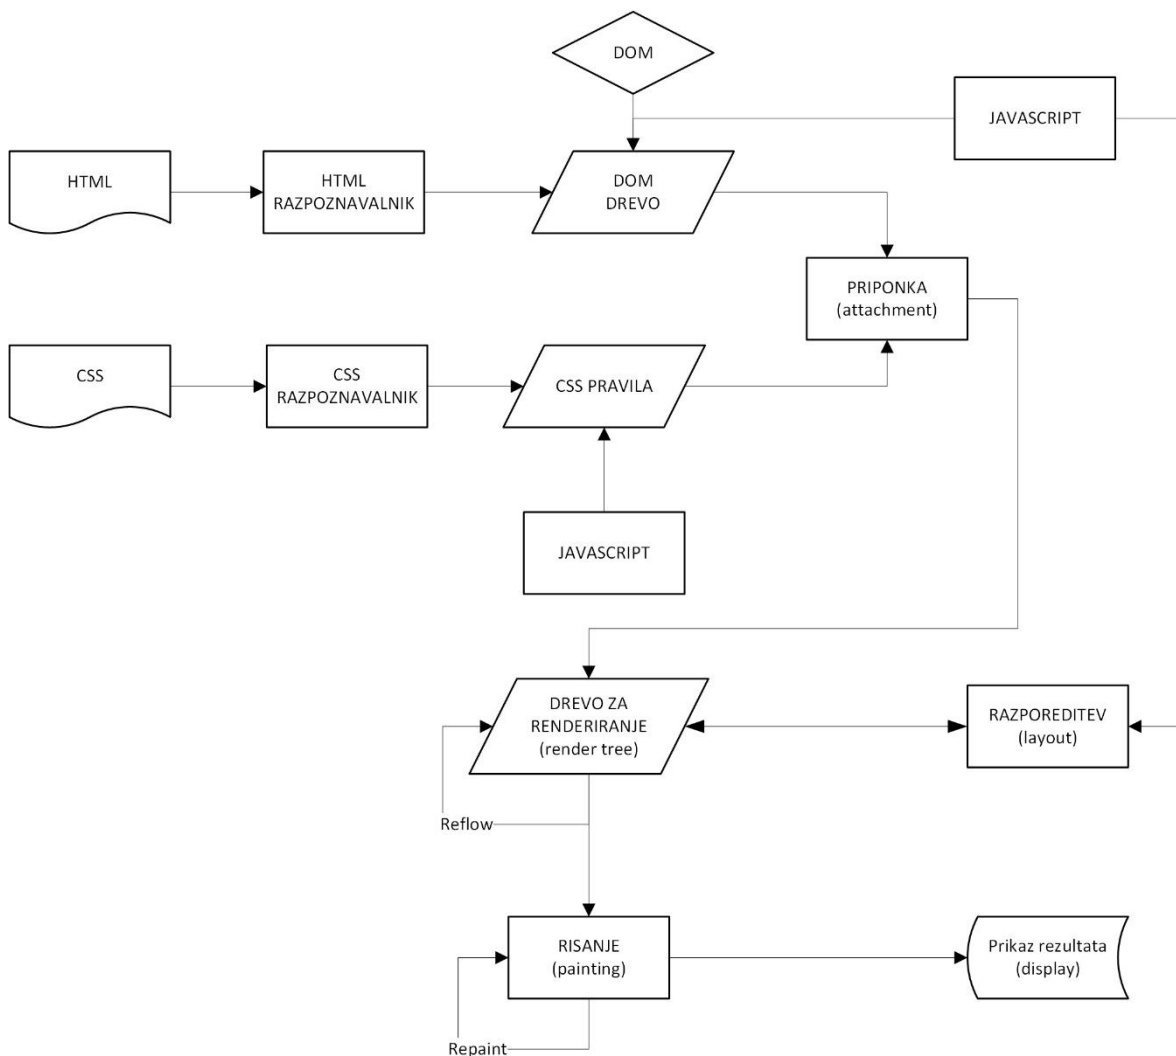 DOM
JAVASCRIPT
HTML
HTML
RAZPOZNAVALNIK
DOM
DREVO
PRIPONKA
(attachment)
CSS
CSS
RAZPOZNAVALNIK
CSS PRAVILA
JAVASCRIPT
DREVO ZA
RENDERIRANJE
(render tree)
RAZPOREDITEV
(layout)
Reflow
RISANJE
(painting)
Prikaz rezultata
(display)
Repaint